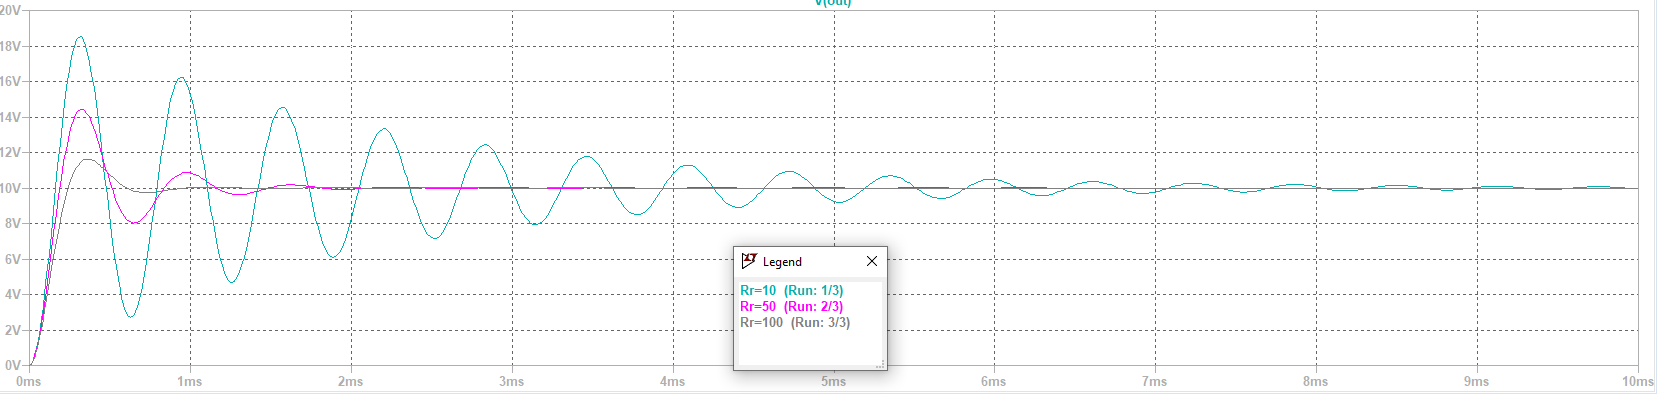 V(out)
20V
18V
16V
14V
12V
10V
8V
6V
4V
2V
0V
Legend
Rr=10 (Run: 1/3)
Rr=50 (Run: 2/3)
Rr=100 (Run: 3/3)
0ms 1ms 2ms 3ms 4ms 5ms 6ms 7ms 8ms 9ms 10ms